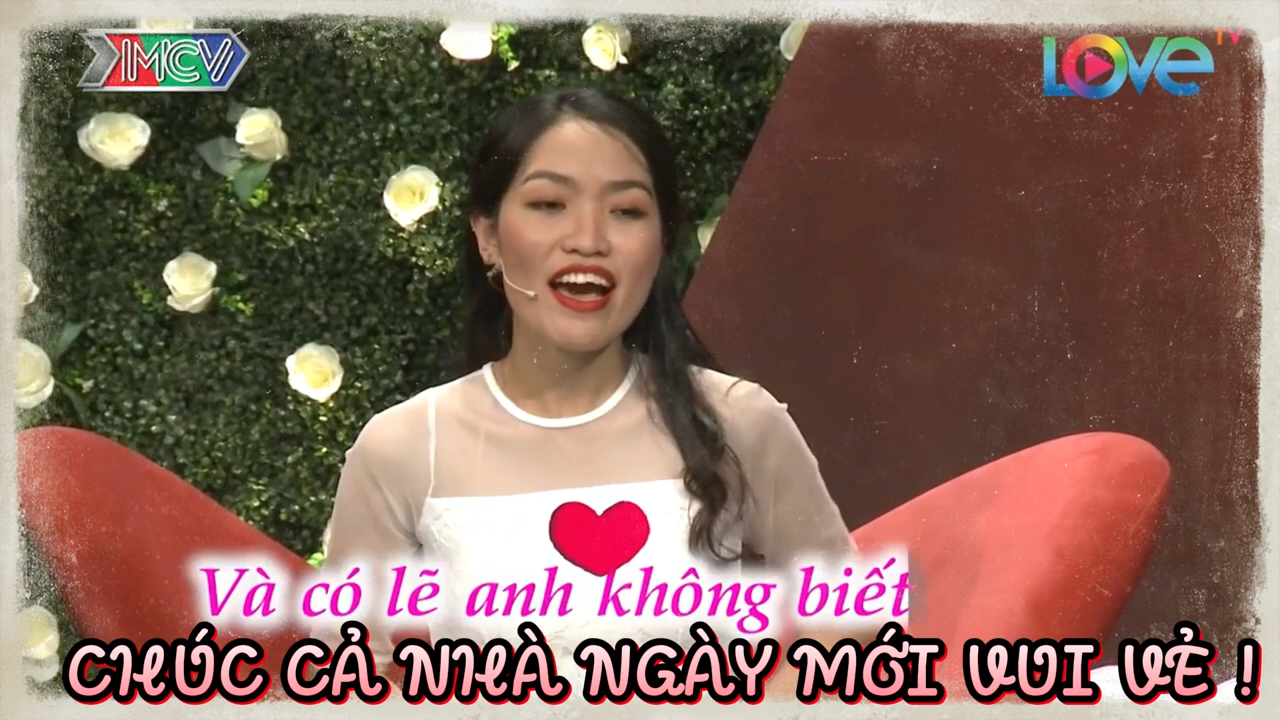 MCV
LOVE TV
Và có lẽ anh không biết
CHÚC CẢ NHÀ NGÀY MỚI VUI VẺ !